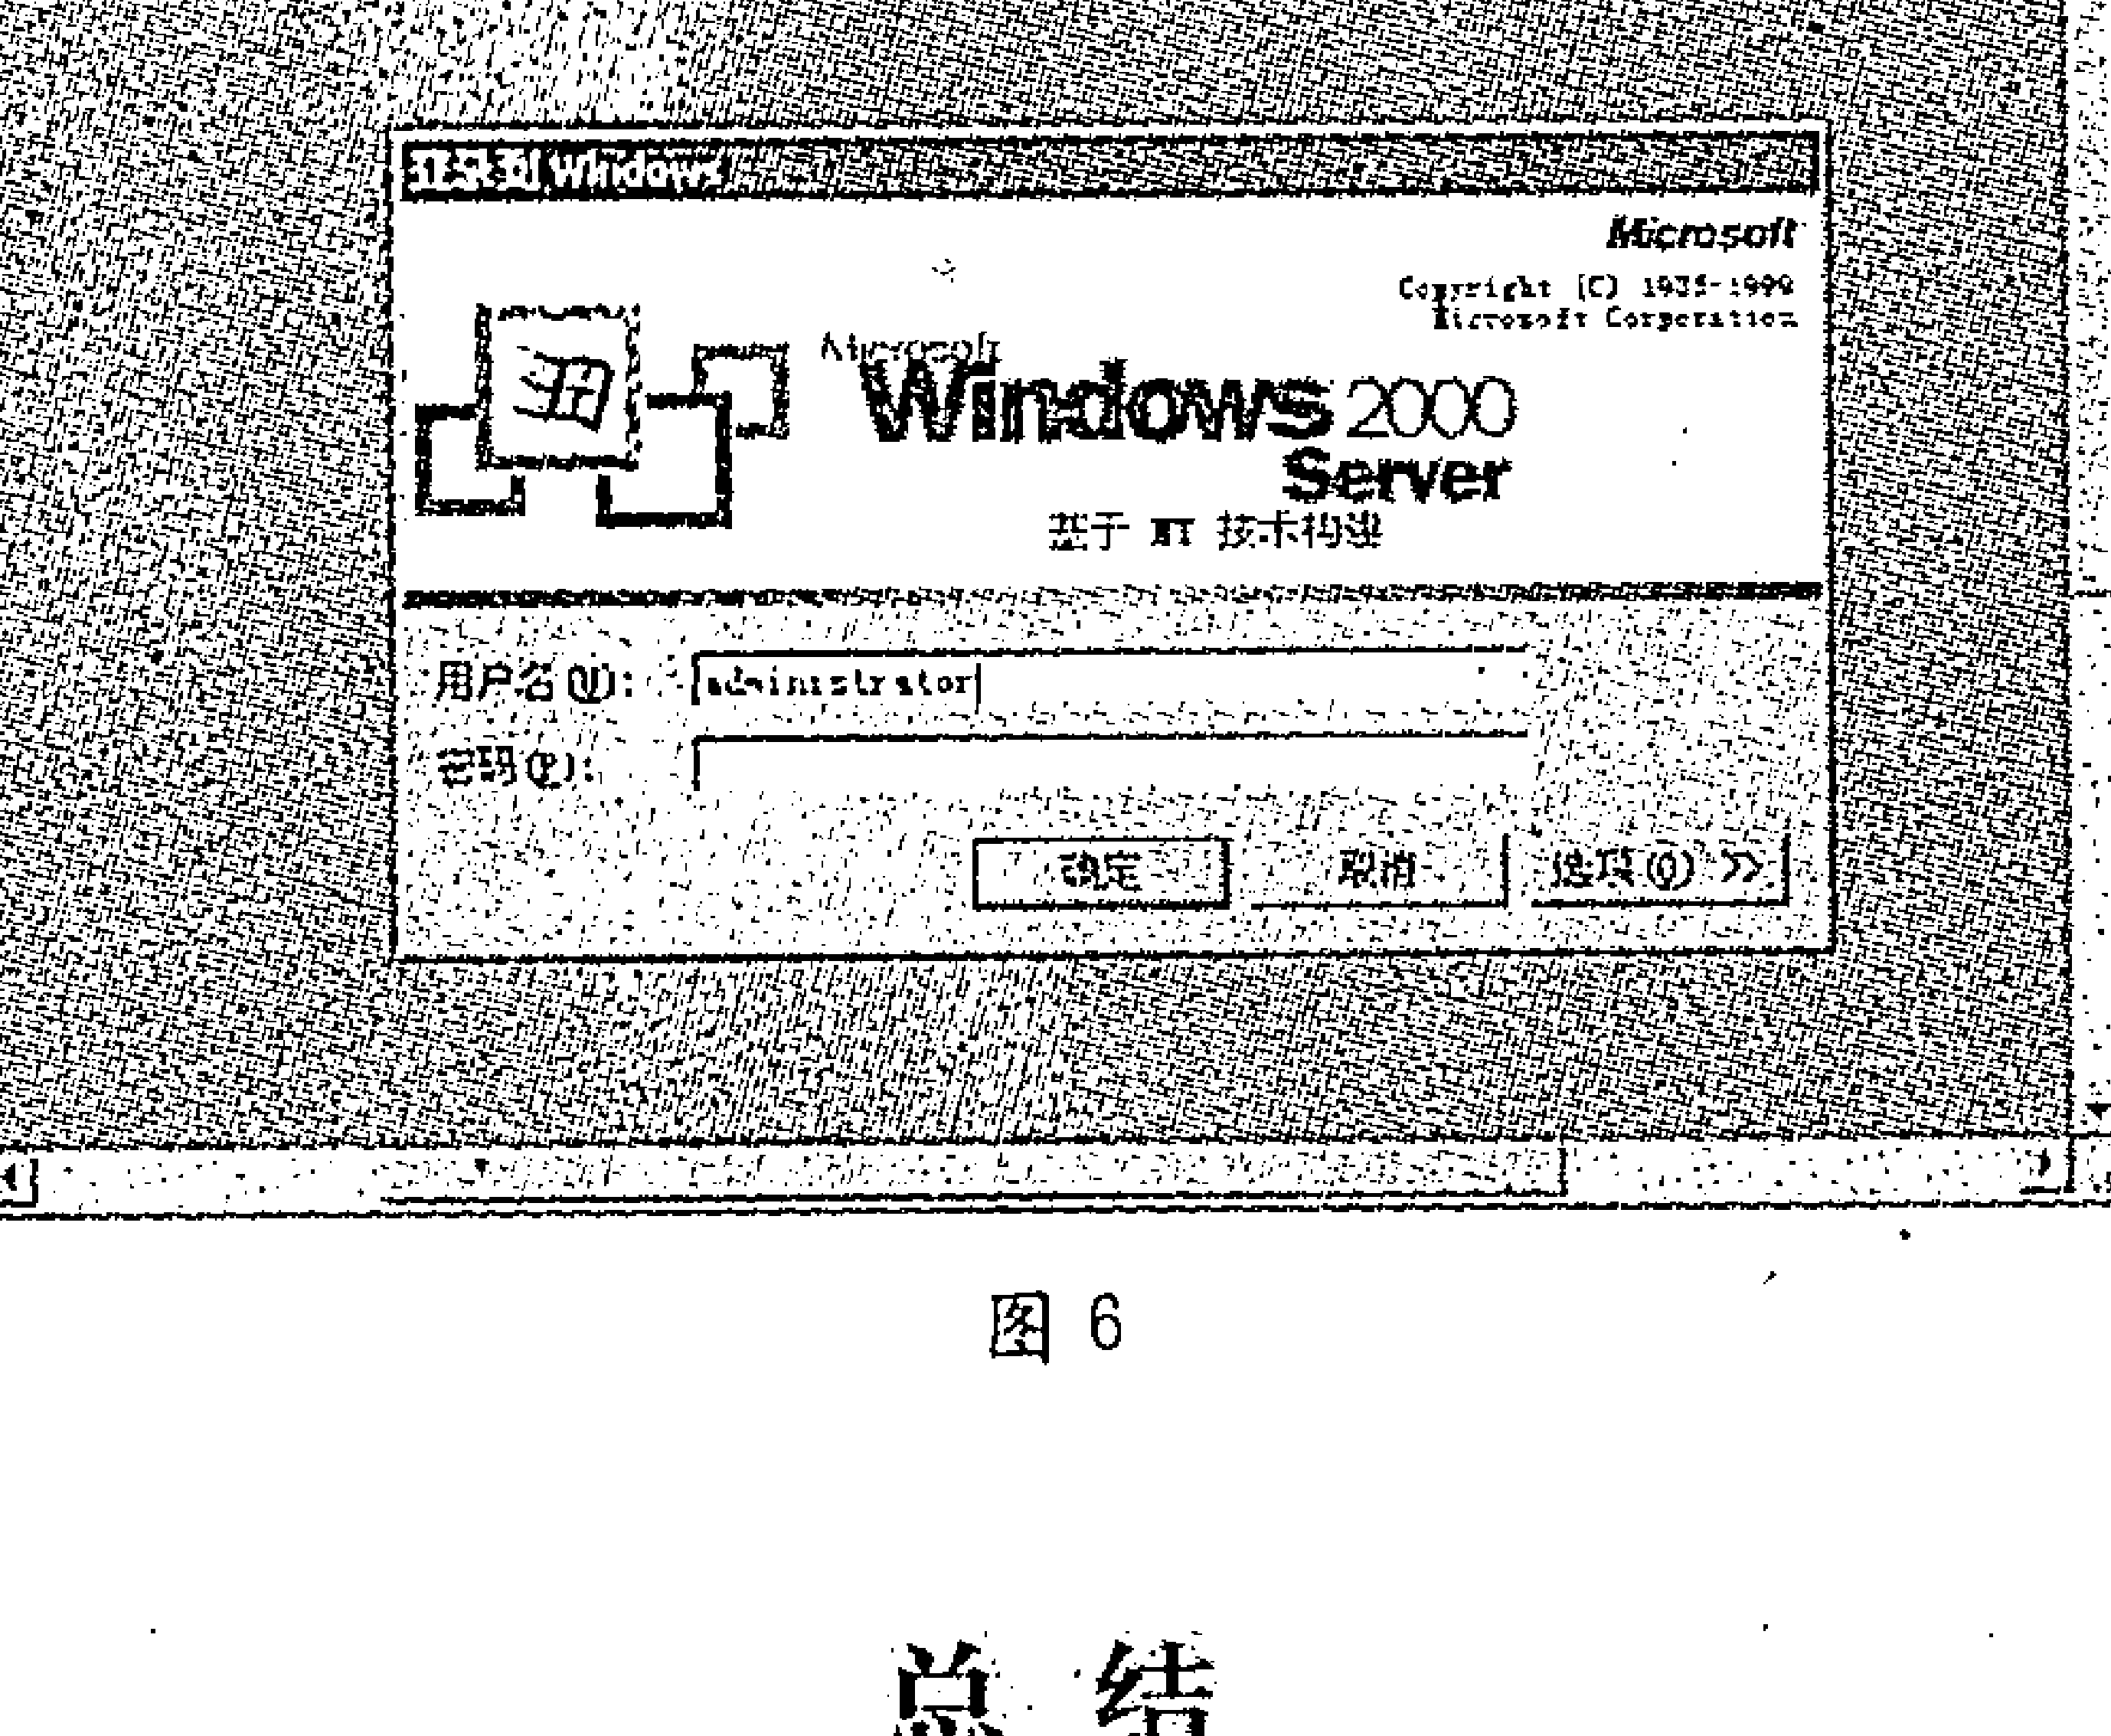 登录到 Windows
Microsoft
Copyright (C) 1985-1999
Microsoft Corporation
Microsoft
Windows 2000
Server
基于 NT 技术构建
用户名(U):
administrator
密码(P):
确定
取消
选项(O) >>
图 6
总 结